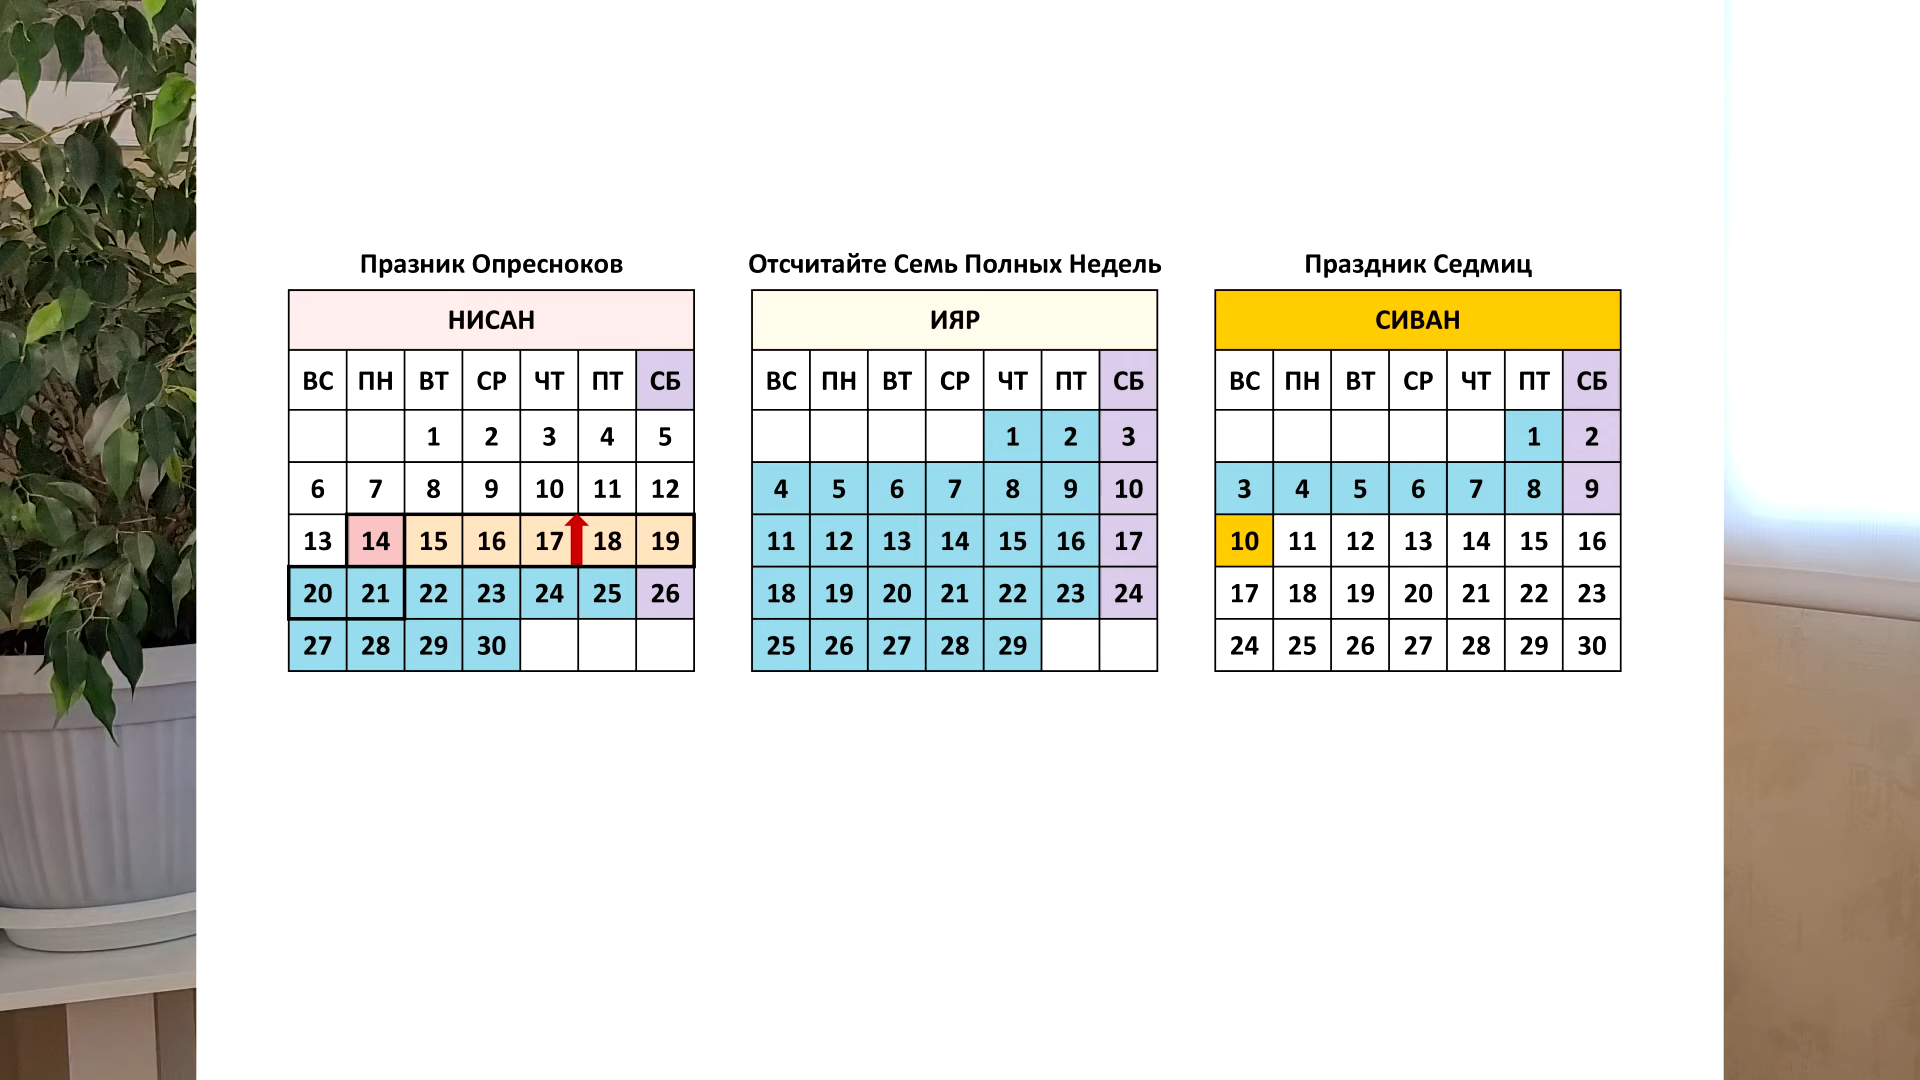 Празник Опресноков
НИСАН
ВС ПН ВТ СР ЧТ ПТ СБ
1 2 3 4 5
6 7 8 9 10 11 12
13 14 15 16 17 18 19
20 21 22 23 24 25 26
27 28 29 30
Отсчитайте Семь Полных Недель
ИЯР
ВС ПН ВТ СР ЧТ ПТ СБ
1 2 3
4 5 6 7 8 9 10
11 12 13 14 15 16 17
18 19 20 21 22 23 24
25 26 27 28 29
Праздник Седмиц
СИВАН
ВС ПН ВТ СР ЧТ ПТ СБ
1 2
3 4 5 6 7 8 9
10 11 12 13 14 15 16
17 18 19 20 21 22 23
24 25 26 27 28 29 30